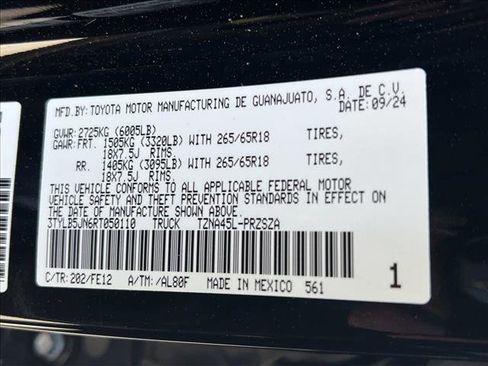 MFD.BY:TOYOTA MOTOR MANUFACTURING DE GUANAJUATO, S.A. DE C.V.
DATE:09/24
GVWR:2725KG (6005LB)
GAWR:FRT. 1505KG (3320LB) WITH 265/65R18 TIRES,
18X7.5J RIMS
RR. 1405KG (3095LB) WITH 265/65R18 TIRES,
18X7.5J RIMS
THIS VEHICLE CONFORMS TO ALL APPLICABLE FEDERAL MOTOR
VEHICLE SAFETY AND THEFT PREVENTION STANDARDS IN EFFECT ON
THE DATE OF MANUFACTURE SHOWN ABOVE.
3TYLB5JN6RT050110 TRUCK TZNA45L-PRZSZA
C/TR:202/FE12 A/TM:/AL80F MADE IN MEXICO 561
1